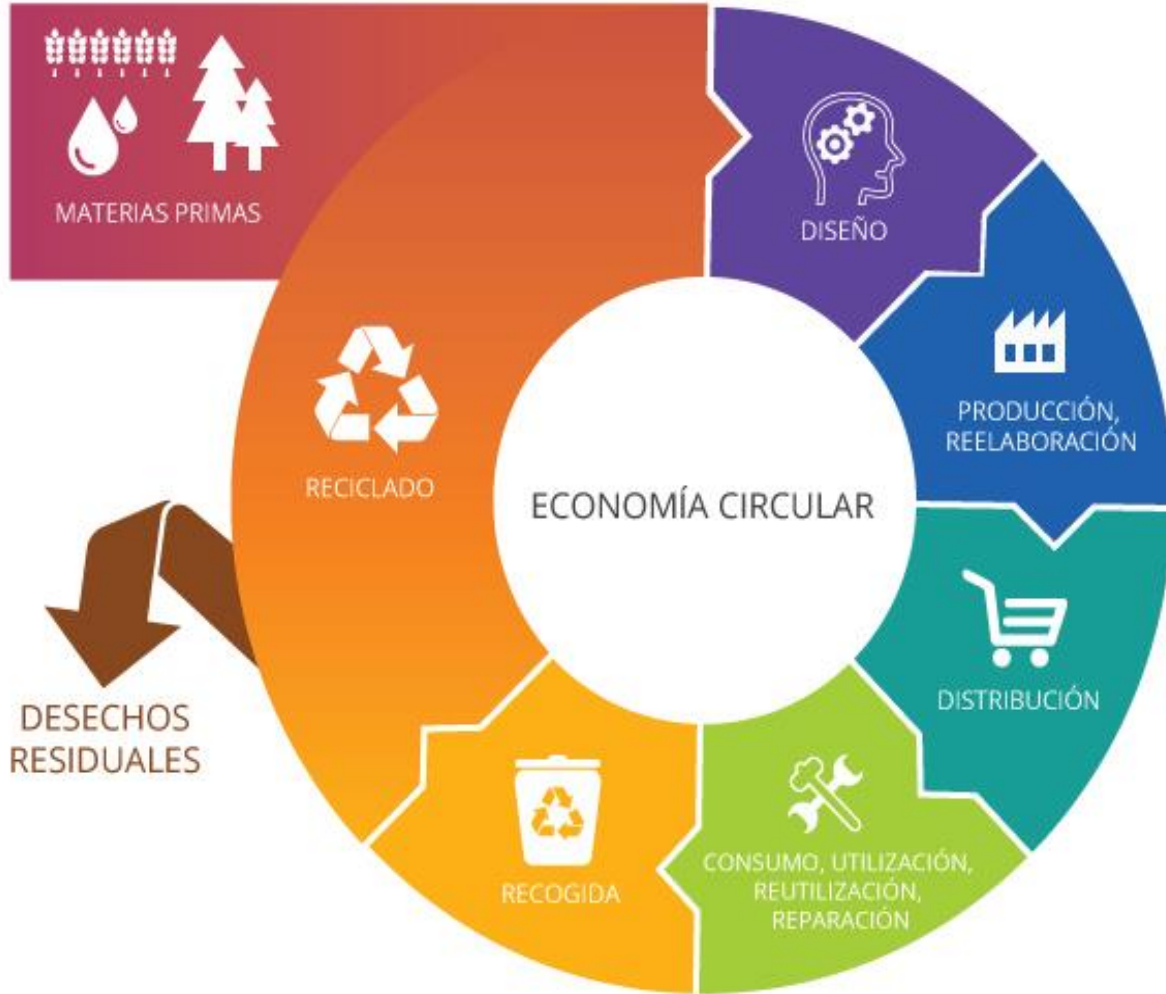 MATERIAS PRIMAS
DISEÑO
PRODUCCIÓN,
REELABORACIÓN
RECICLADO
ECONOMÍA CIRCULAR
DISTRIBUCIÓN
DESECHOS
RESIDUALES
CONSUMO, UTILIZACIÓN,
REUTILIZACIÓN,
REPARACIÓN
RECOGIDA